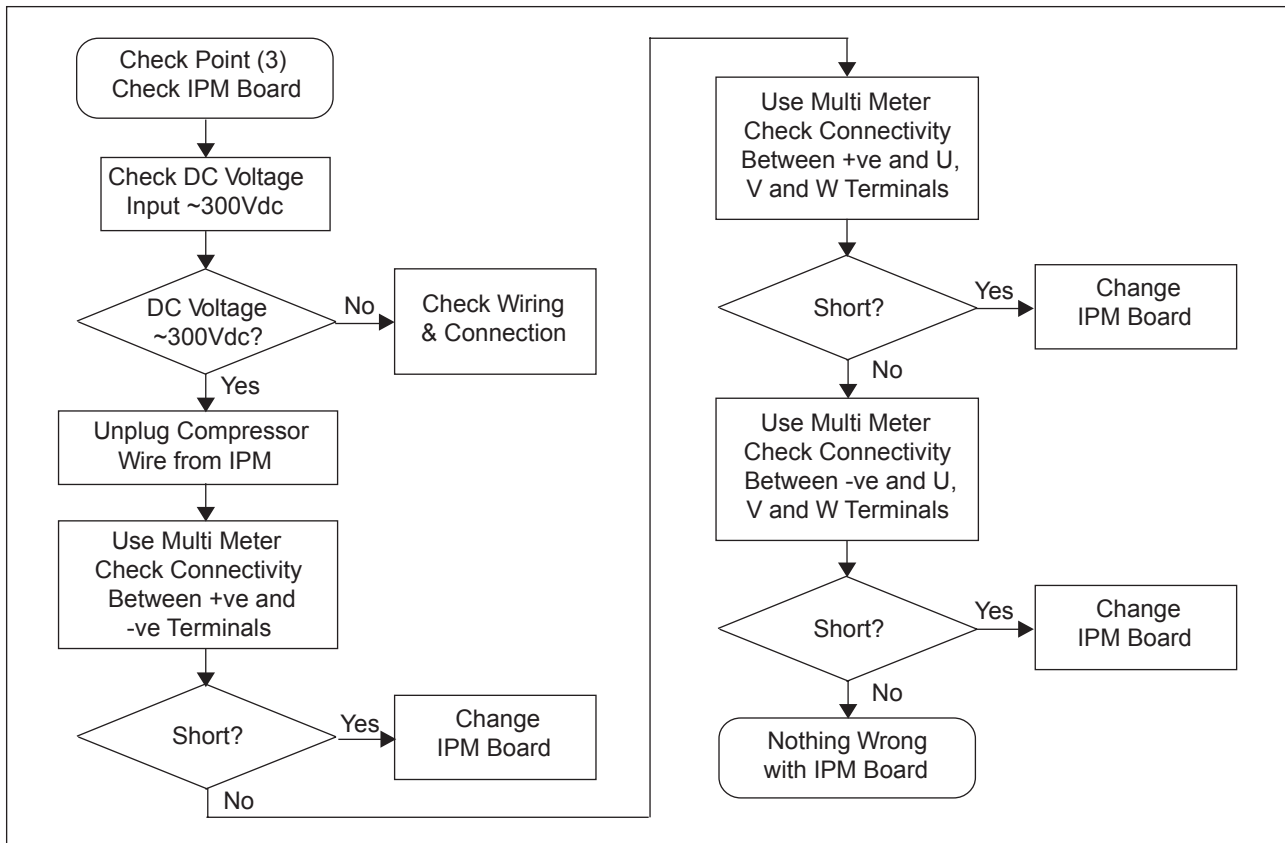 Check Point (3)
Check IPM Board
Check DC Voltage
Input ~300Vdc
DC Voltage
~300Vdc?
No
Check Wiring
& Connection
Yes
Unplug Compressor
Wire from IPM
Use Multi Meter
Check Connectivity
Between +ve and
-ve Terminals
Short?
Yes
Change
IPM Board
No
Use Multi Meter
Check Connectivity
Between +ve and U,
V and W Terminals
Short?
Yes
Change
IPM Board
No
Use Multi Meter
Check Connectivity
Between -ve and U,
V and W Terminals
Short?
Yes
Change
IPM Board
No
Nothing Wrong
with IPM Board